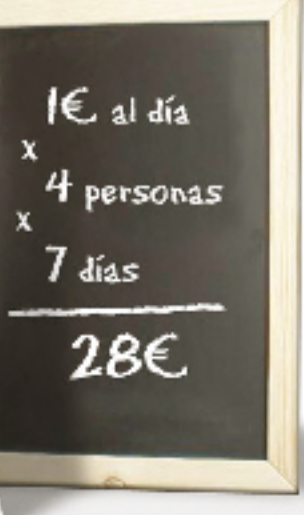 1€ al día
x
4 personas
x
7 días
28€